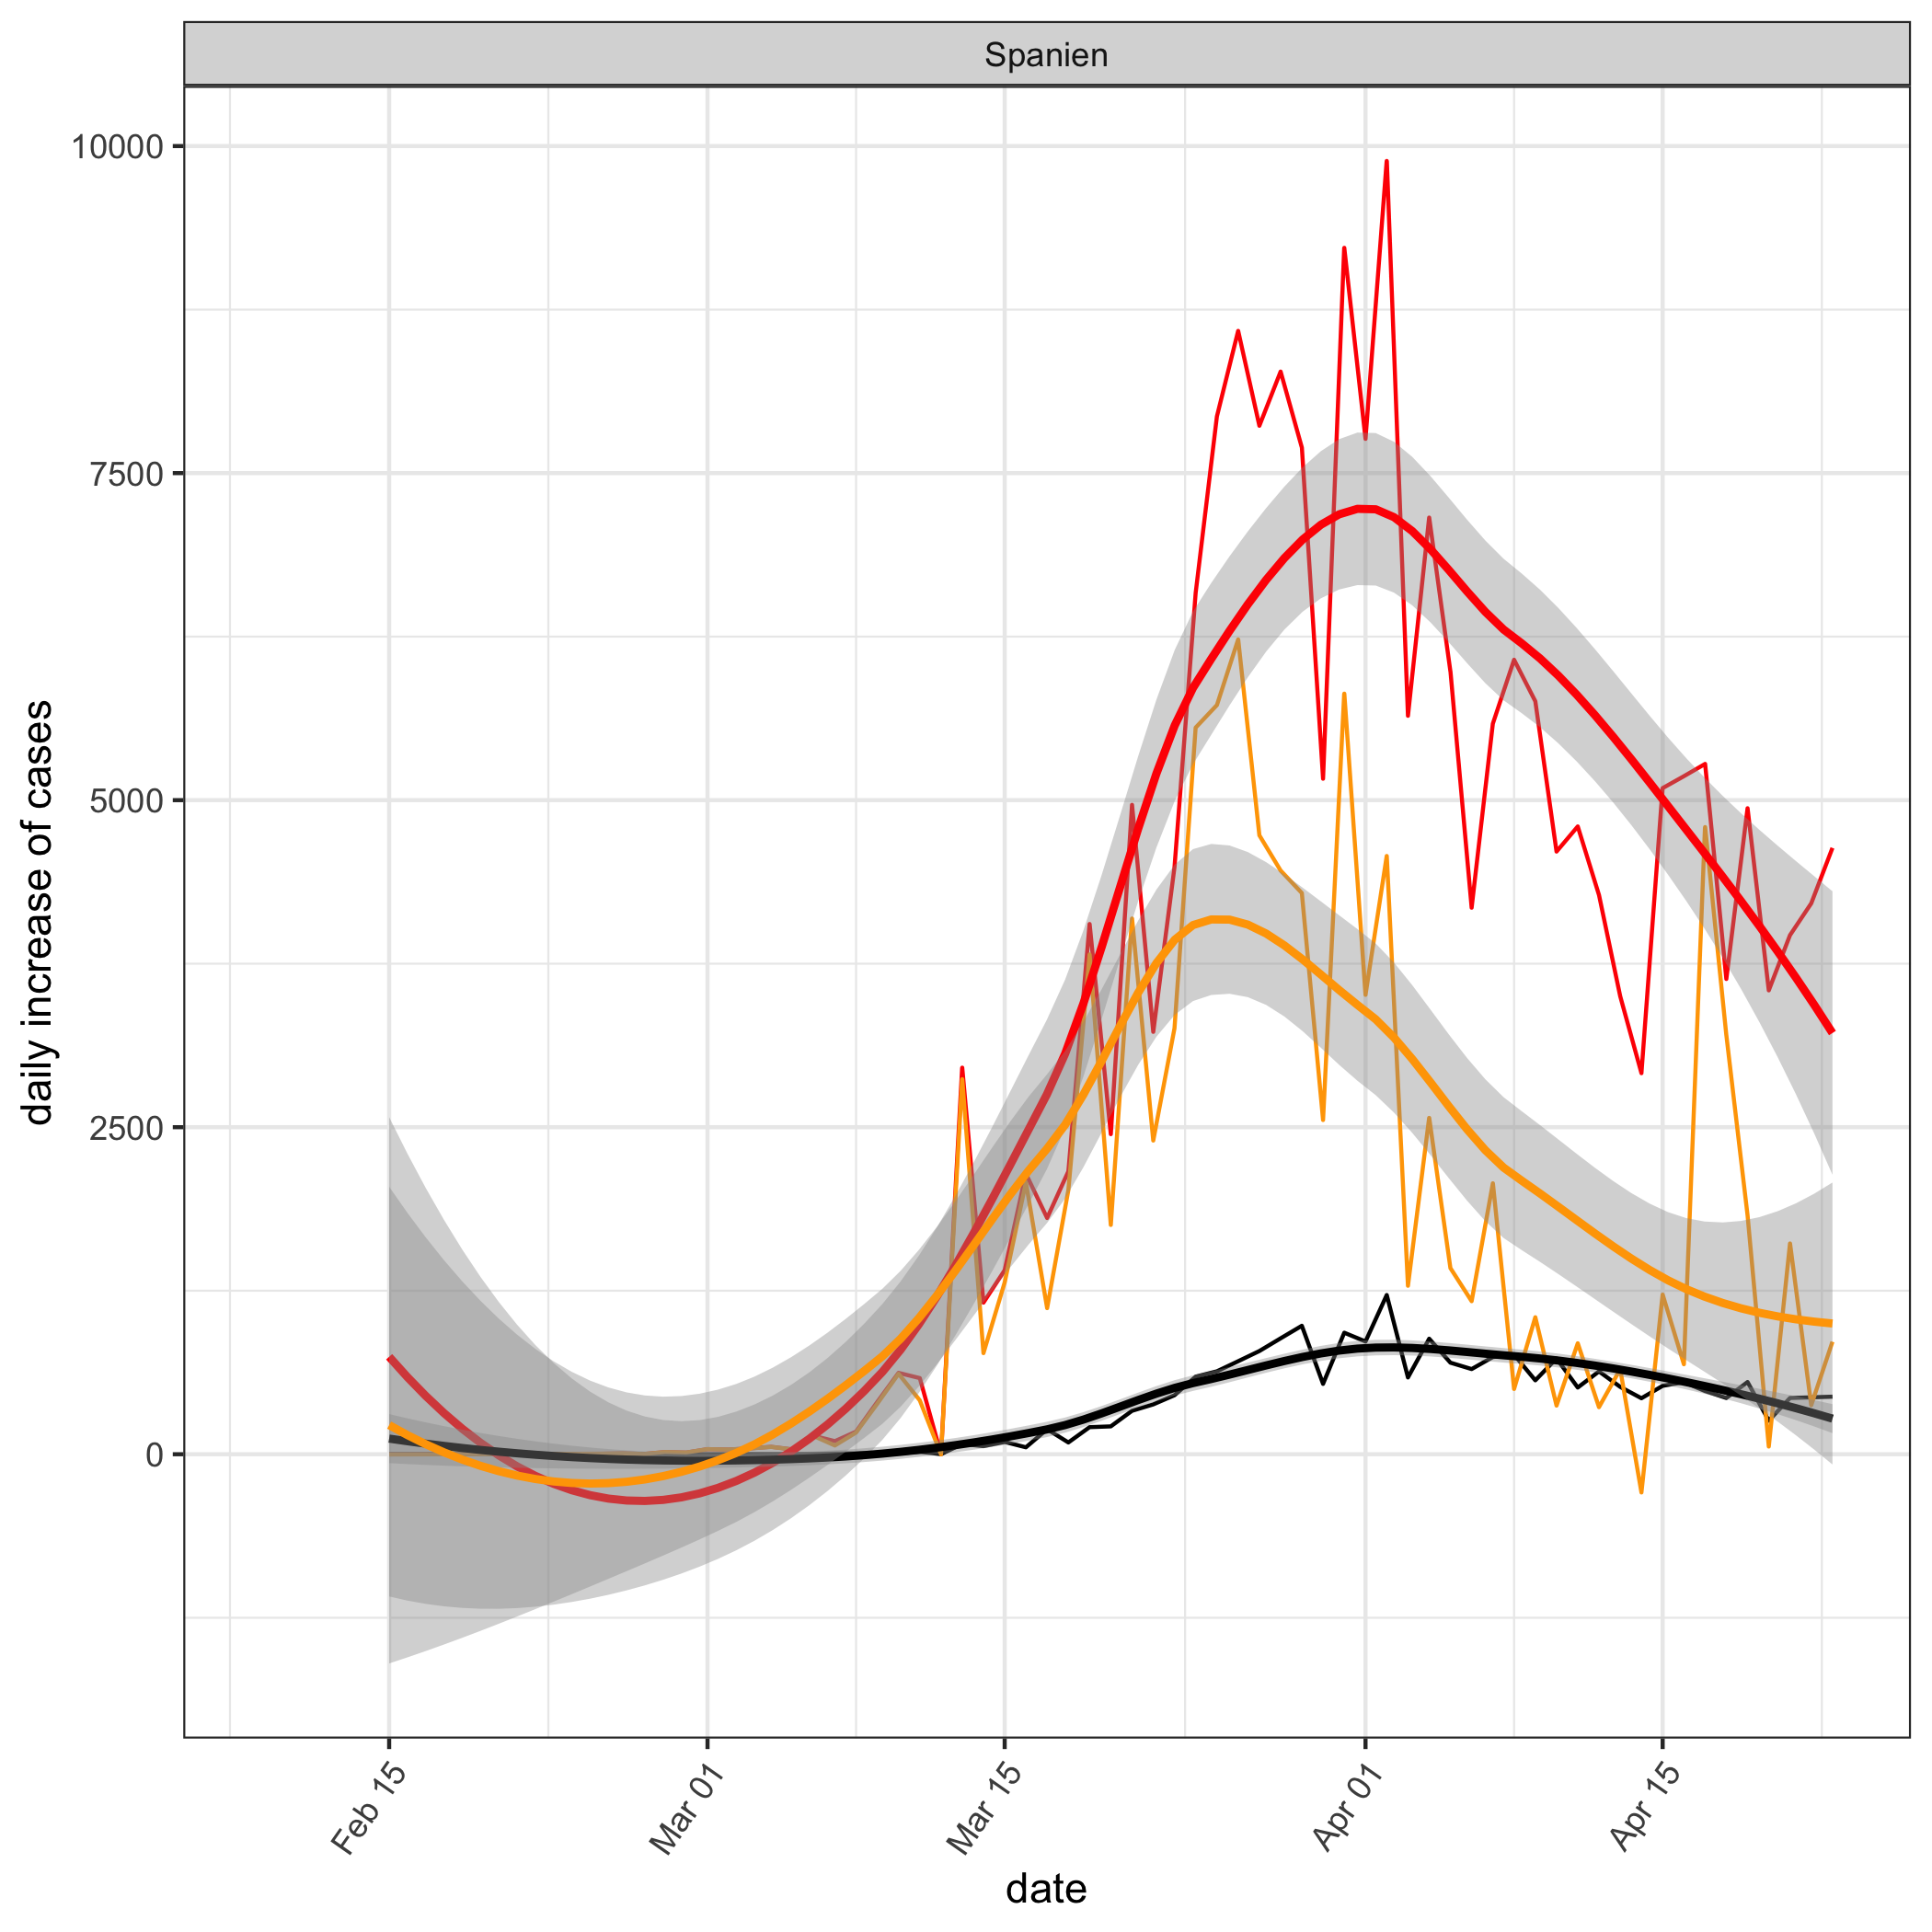 Spanien
10000
7500
5000
2500
0
daily increase of cases
Feb 15
Mar 01
Mar 15
Apr 01
Apr 15
date